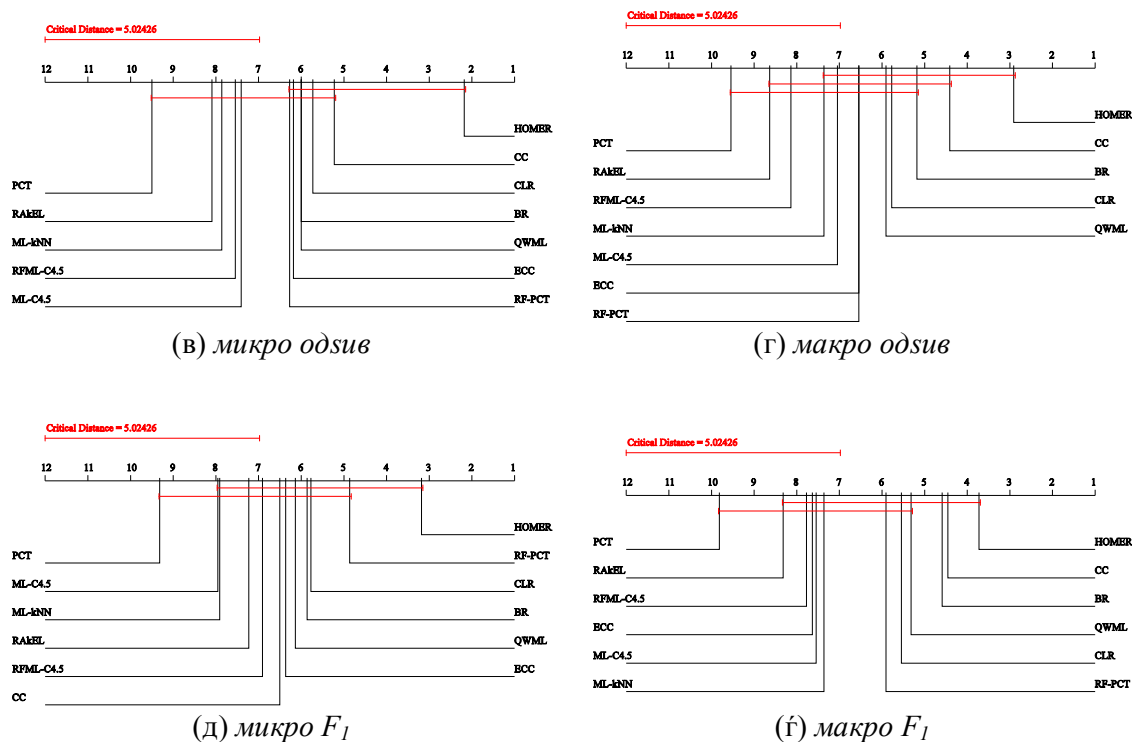 Critical Distance = 5.02426
12 11 10 9 8 7 6 5 4 3 2 1
HOMER
CC
PCT
CLR
RAkEL
BR
ML-kNN
QWML
RFML-C4.5
ECC
ML-C4.5
RF-PCT
(в) микро одѕив
Critical Distance = 5.02426
12 11 10 9 8 7 6 5 4 3 2 1
HOMER
PCT
CC
RAkEL
BR
RFML-C4.5
CLR
ML-kNN
QWML
ML-C4.5
ECC
RF-PCT
(г) макро одѕив
Critical Distance = 5.02426
12 11 10 9 8 7 6 5 4 3 2 1
HOMER
PCT
RF-PCT
ML-C4.5
CLR
ML-kNN
BR
RAkEL
QWML
RFML-C4.5
ECC
CC
(д) микро F1
Critical Distance = 5.02426
12 11 10 9 8 7 6 5 4 3 2 1
PCT
HOMER
RAkEL
CC
RFML-C4.5
BR
ECC
QWML
ML-C4.5
CLR
ML-kNN
RF-PCT
(ѓ) макро F1